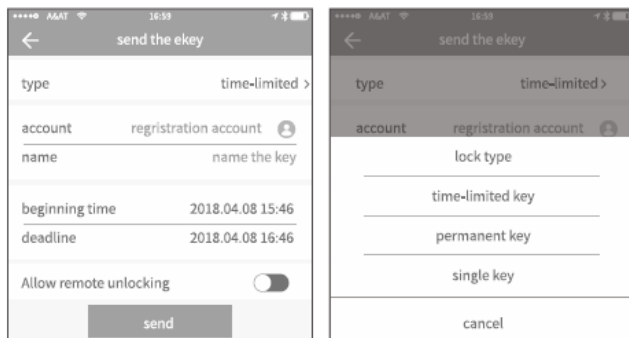 A&AT 16:59
send the ekey
type time-limited >
account regristration account
name name the key
beginning time 2018.04.08 15:46
deadline 2018.04.08 16:46
Allow remote unlocking
send
A&AT 16:59
send the ekey
type time-limited >
account regristration account
lock type
time-limited key
permanent key
single key
cancel